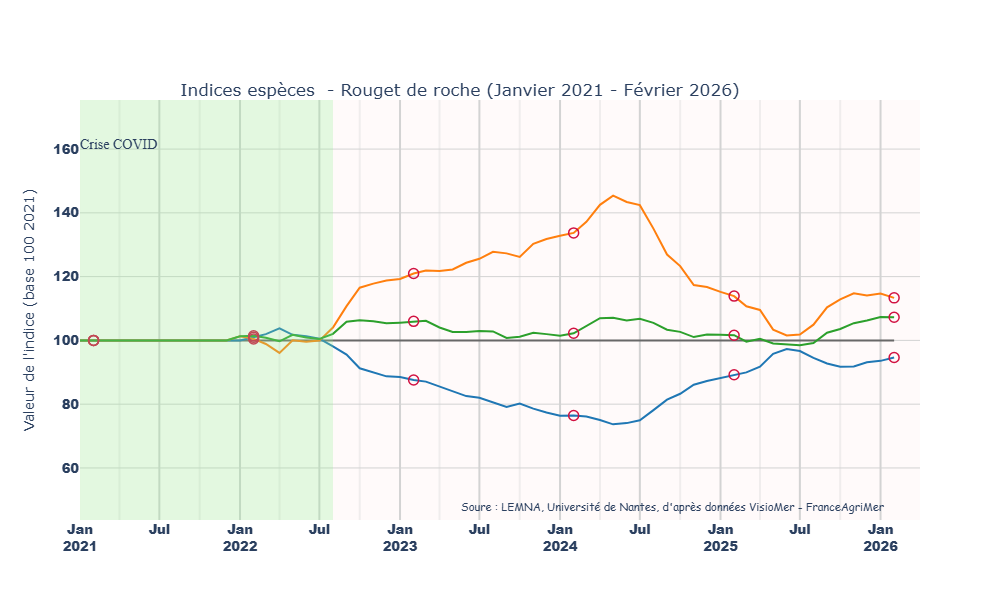 Indices espèces - Rouget de roche (Janvier 2021 - Février 2026)
Valeur de l'indice (base 100 2021)
160
140
120
100
80
60
Crise COVID
Soure : LEMNA, Université de Nantes, d'après données VisioMer - FranceAgriMer
Jan Jul Jan Jul Jan Jul Jan Jul Jan Jul Jan
2021 2022 2023 2024 2025 2026